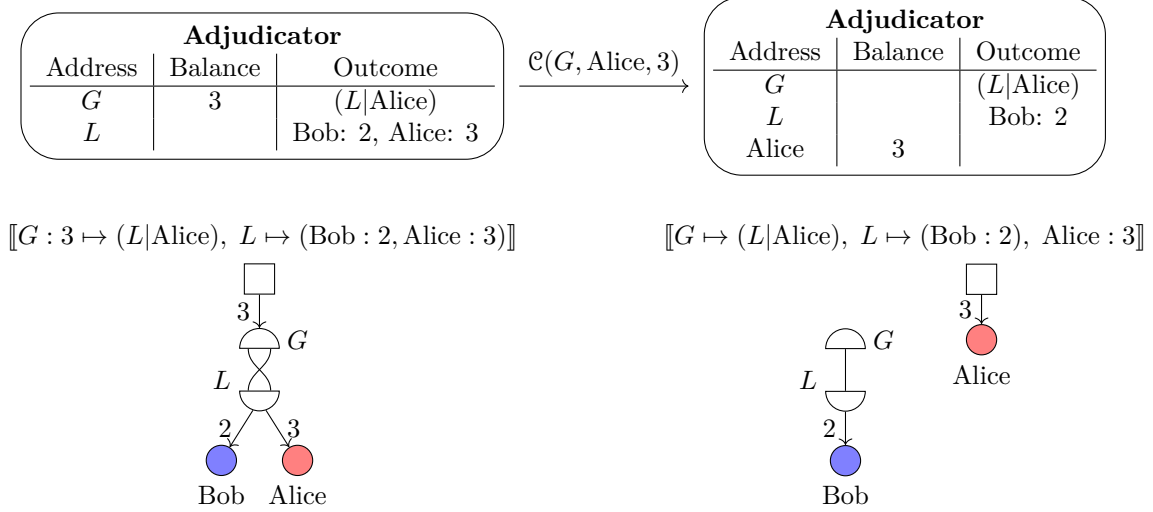 Adjudicator
Address Balance Outcome
G 3 (L|Alice)
L Bob: 2, Alice: 3
𝒞(G, Alice, 3)
Adjudicator
Address Balance Outcome
G (L|Alice)
L Bob: 2
Alice 3
⟦G : 3 ↦ (L|Alice), L ↦ (Bob : 2, Alice : 3)⟧
3
G
L
2 3
Bob Alice
⟦G ↦ (L|Alice), L ↦ (Bob : 2), Alice : 3⟧
3
G
Alice
L
2
Bob